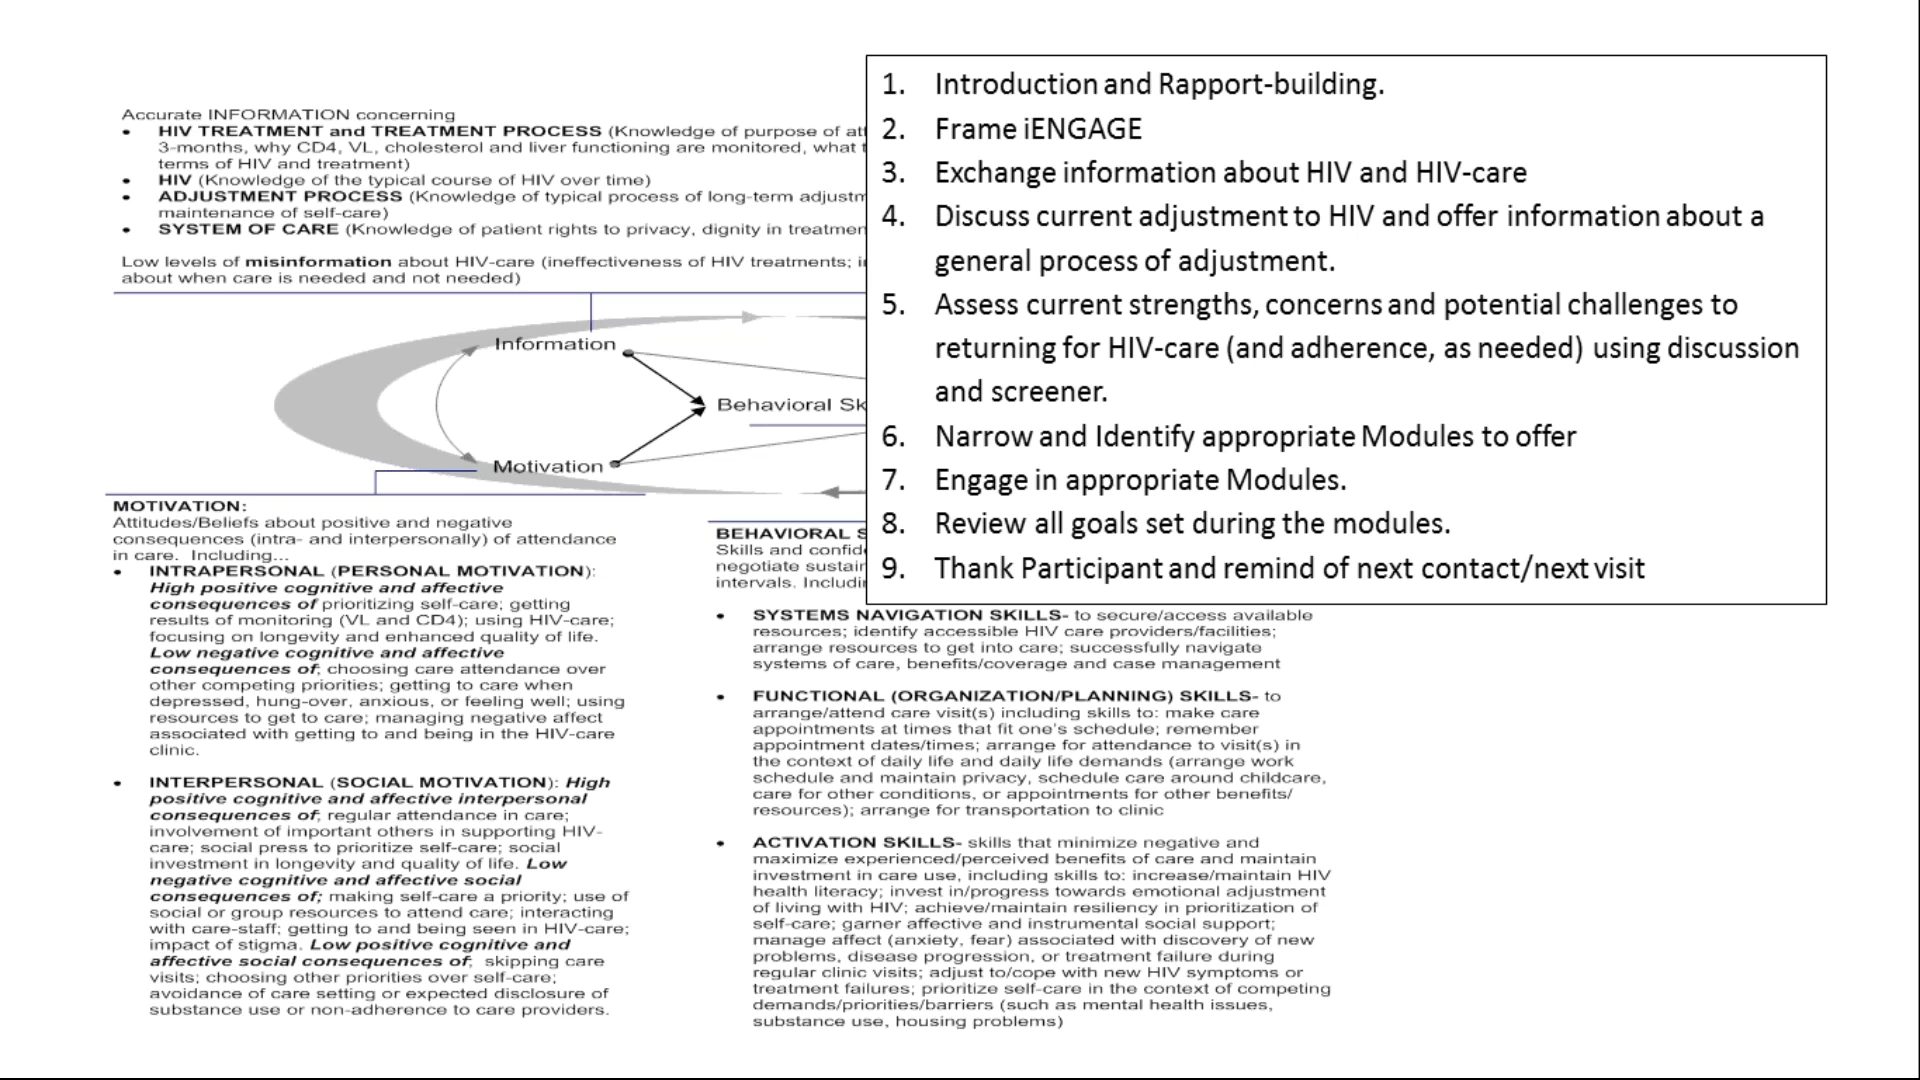 Accurate INFORMATION concerning
• HIV TREATMENT and TREATMENT PROCESS (Knowledge of purpose of
3-months, why CD4, VL, cholesterol and liver functioning are monitored, what
terms of HIV and treatment)
• HIV (Knowledge of the typical course of HIV over time)
• ADJUSTMENT PROCESS (Knowledge of typical process of long-term
maintenance of self-care)
• SYSTEM OF CARE (Knowledge of patient rights to privacy, dignity in
Low levels of misinformation about HIV-care (ineffectiveness of HIV treatments;
about when care is needed and not needed)
Information
Behavioral
Motivation
1. Introduction and Rapport-building.
2. Frame iENGAGE
3. Exchange information about HIV and HIV-care
4. Discuss current adjustment to HIV and offer information about a
general process of adjustment.
5. Assess current strengths, concerns and potential challenges to
returning for HIV-care (and adherence, as needed) using discussion
and screener.
6. Narrow and Identify appropriate Modules to offer
7. Engage in appropriate Modules.
8. Review all goals set during the modules.
9. Thank Participant and remind of next contact/next visit
MOTIVATION:
Attitudes/Beliefs about positive and negative
consequences (intra- and interpersonally) of attendance
in care. Including...
• INTRAPERSONAL (PERSONAL MOTIVATION):
High positive cognitive and affective
consequences of prioritizing self-care; getting
results of monitoring (VL and CD4); using HIV-care;
focusing on longevity and enhanced quality of life.
Low negative cognitive and affective
consequences of; choosing care attendance over
other competing priorities; getting to care when
depressed, hung-over, anxious, or feeling well; using
resources to get to care; managing negative affect
associated with getting to and being in the HIV-care
clinic.
• INTERPERSONAL (SOCIAL MOTIVATION): High
positive cognitive and affective interpersonal
consequences of; regular attendance in care;
involvement of important others in supporting HIV-
care; social press to prioritize self-care; social
investment in longevity and quality of life. Low
negative cognitive and affective social
consequences of; making self-care a priority; use of
social or group resources to attend care; interacting
with care-staff; getting to and being seen in HIV-care;
impact of stigma. Low positive cognitive and
affective social consequences of; skipping care
visits; choosing other priorities over self-care;
avoidance of care setting or expected disclosure of
substance use or non-adherence to care providers.
BEHAVIORAL
Skills and
negotiate
intervals.
• SYSTEMS NAVIGATION SKILLS- to secure/access available
resources; identify accessible HIV care providers/facilities;
arrange resources to get into care; successfully navigate
systems of care, benefits/coverage and case management
• FUNCTIONAL (ORGANIZATION/PLANNING) SKILLS- to
arrange/attend care visit(s) including skills to: make care
appointments at times that fit one's schedule; remember
appointment dates/times; arrange for attendance to visit(s) in
the context of daily life and daily life demands (arrange work
schedule and maintain privacy, schedule care around childcare,
care for other conditions, or appointments for other benefits/
resources); arrange for transportation to clinic
• ACTIVATION SKILLS- skills that minimize negative and
maximize experienced/perceived benefits of care and maintain
investment in care use, including skills to: increase/maintain HIV
health literacy; invest in/progress towards emotional adjustment
of living with HIV; achieve/maintain resiliency in prioritization of
self-care; garner affective and instrumental social support;
manage affect (anxiety, fear) associated with discovery of new
problems, disease progression, or treatment failure during
regular clinic visits; adjust to/cope with new HIV symptoms or
treatment failures; prioritize self-care in the context of competing
demands/priorities/barriers (such as mental health issues,
substance use, housing problems)